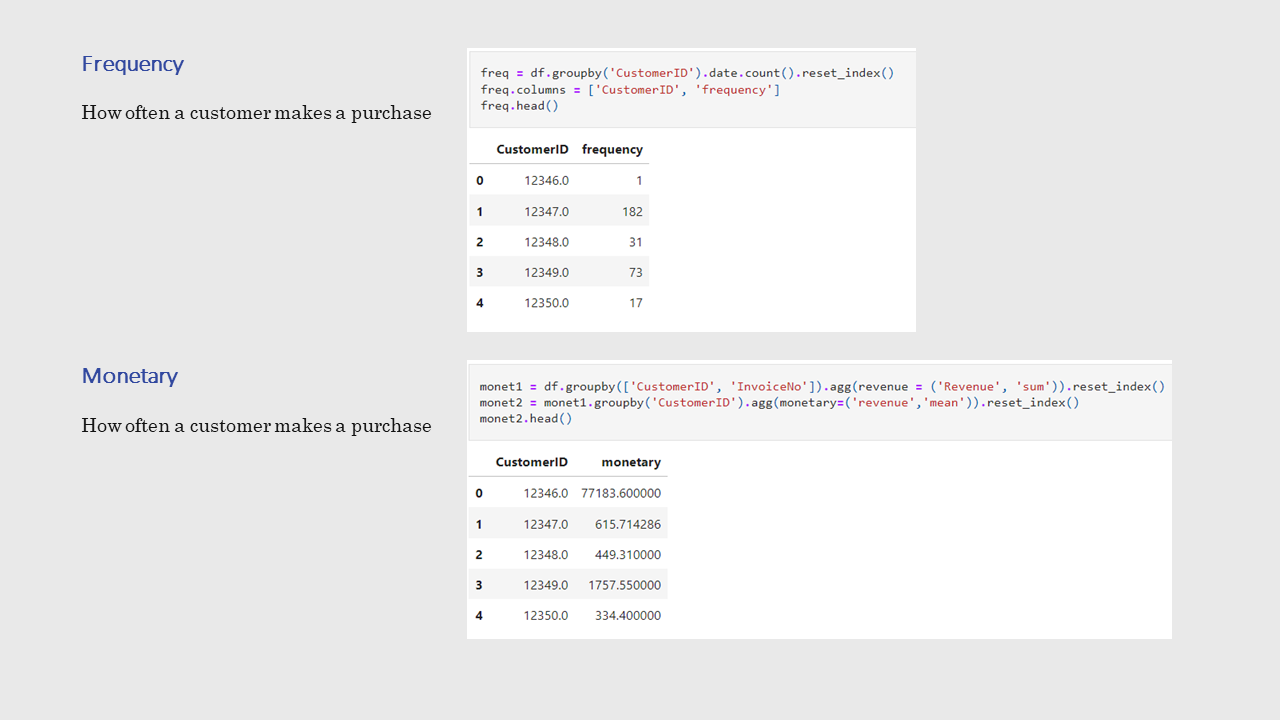 Frequency
How often a customer makes a purchase
freq = df.groupby('CustomerID').date.count().reset_index()
freq.columns = ['CustomerID', 'frequency']
freq.head()
CustomerID frequency
0 12346.0 1
1 12347.0 182
2 12348.0 31
3 12349.0 73
4 12350.0 17
Monetary
How often a customer makes a purchase
monet1 = df.groupby(['CustomerID', 'InvoiceNo']).agg(revenue = ('Revenue', 'sum')).reset_index()
monet2 = monet1.groupby('CustomerID').agg(monetary=('revenue','mean')).reset_index()
monet2.head()
CustomerID monetary
0 12346.0 77183.600000
1 12347.0 615.714286
2 12348.0 449.310000
3 12349.0 1757.550000
4 12350.0 334.400000